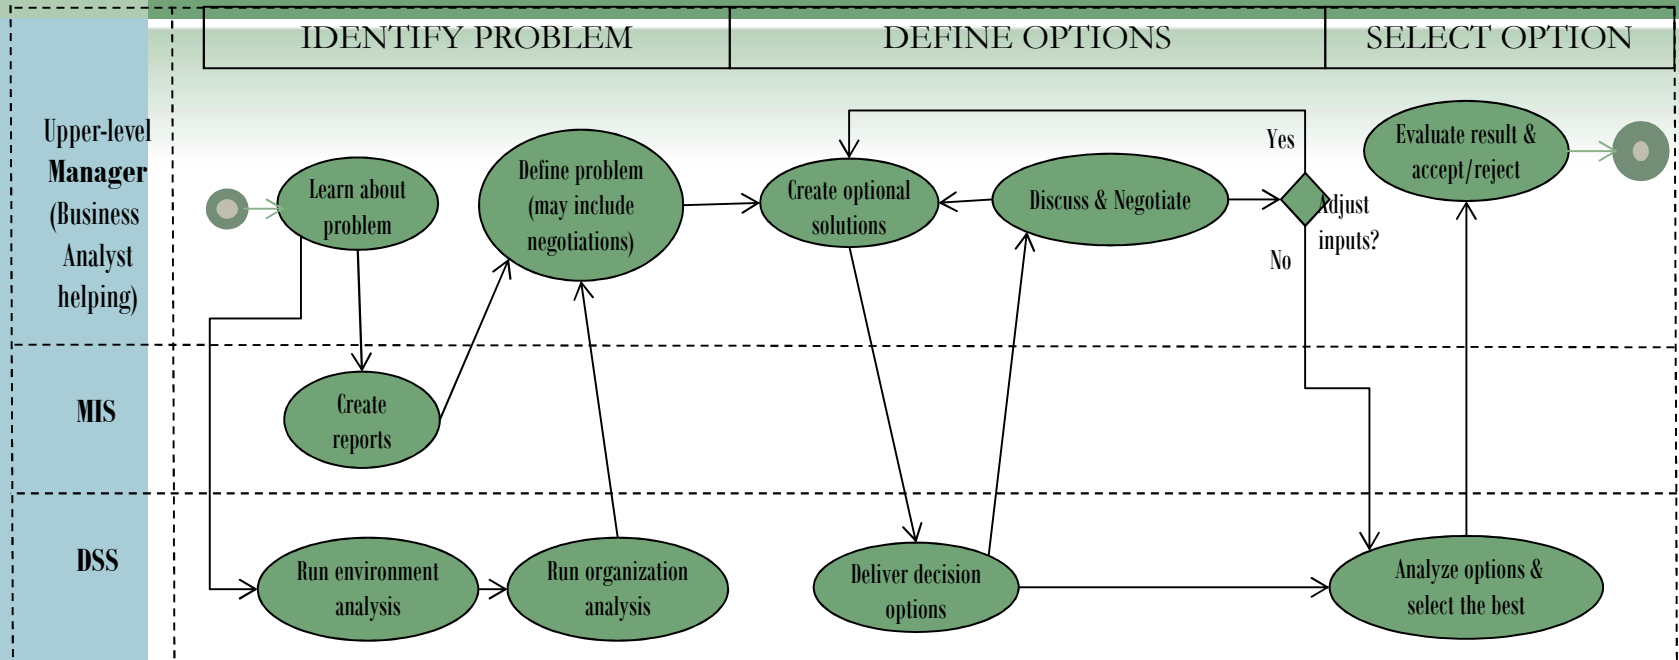 IDENTIFY PROBLEM
DEFINE OPTIONS
SELECT OPTION
Upper-level
Manager
(Business
Analyst
helping)
Learn about
problem
Define problem
(may include
negotiations)
Create optional
solutions
Discuss & Negotiate
Yes
Adjust
inputs?
No
Evaluate result &
accept/reject
MIS
Create
reports
DSS
Run environment
analysis
Run organization
analysis
Deliver decision
options
Analyze options &
select the best